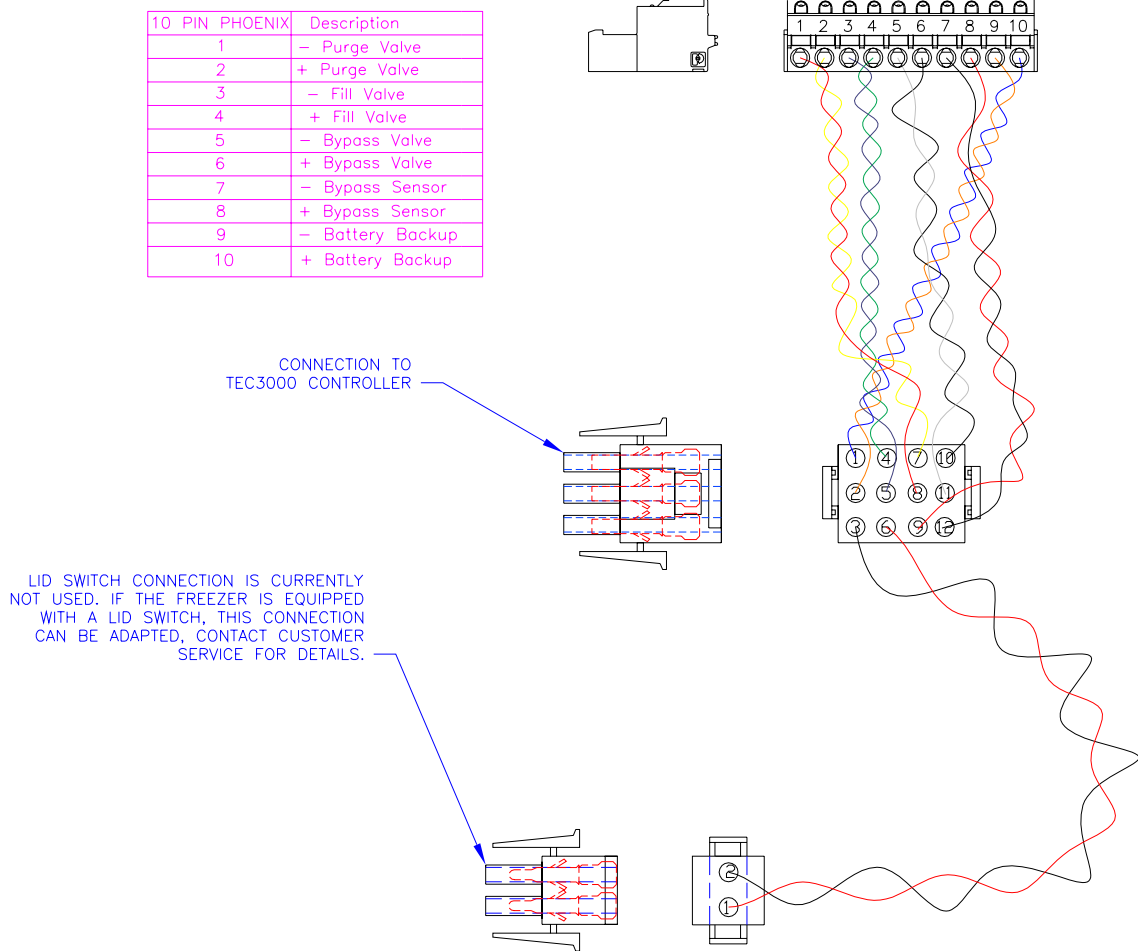 10 PIN PHOENIX Description
1 - Purge Valve
2 + Purge Valve
3 - Fill Valve
4 + Fill Valve
5 - Bypass Valve
6 + Bypass Valve
7 - Bypass Sensor
8 + Bypass Sensor
9 - Battery Backup
10 + Battery Backup
1 2 3 4 5 6 7 8 9 10
CONNECTION TO
TEC3000 CONTROLLER
1 4 7 10
2 5 8 11
3 6 9 12
LID SWITCH CONNECTION IS CURRENTLY
NOT USED. IF THE FREEZER IS EQUIPPED
WITH A LID SWITCH, THIS CONNECTION
CAN BE ADAPTED, CONTACT CUSTOMER
SERVICE FOR DETAILS.
2
1